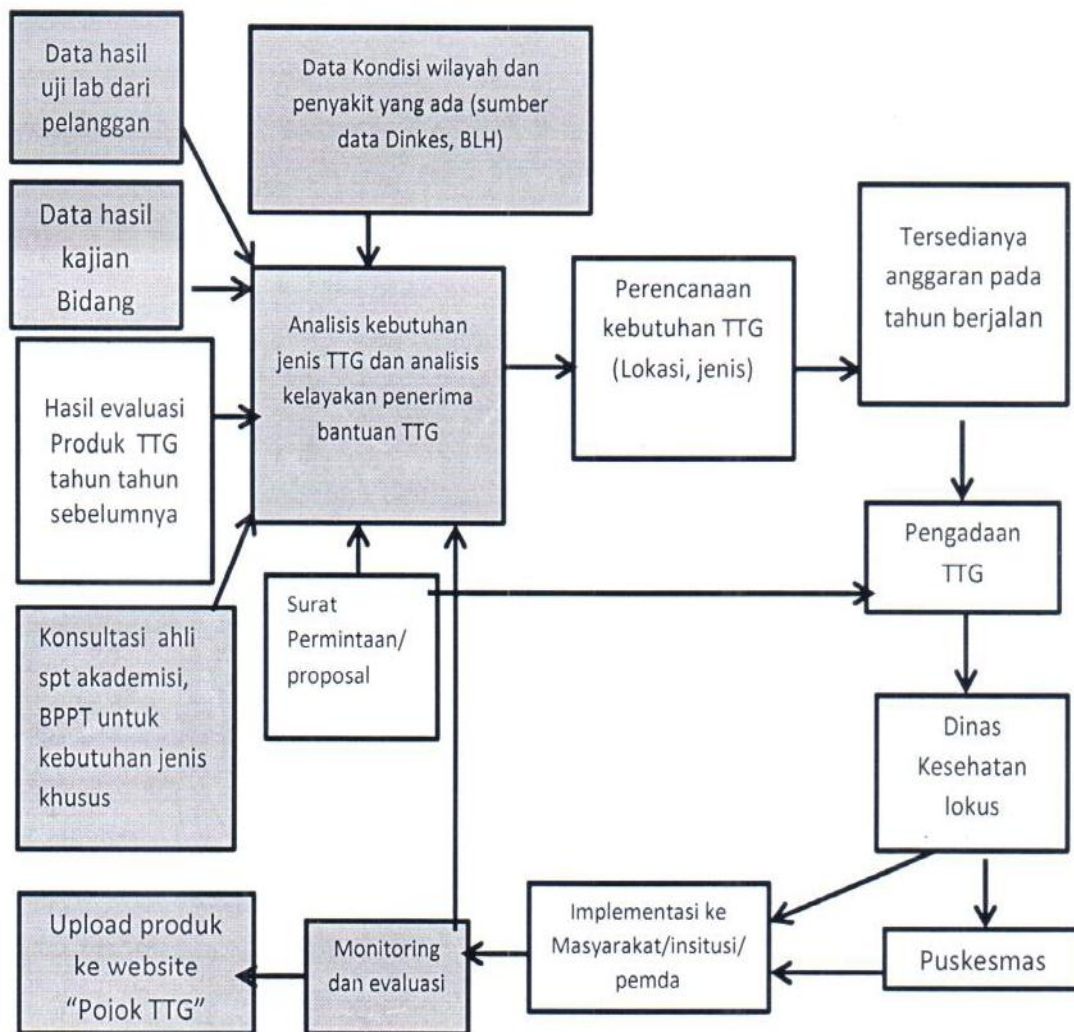 Data hasil
uji lab dari
pelanggan
Data Kondisi wilayah dan
penyakit yang ada (sumber
data Dinkes, BLH)
Data hasil
kajian
Bidang
Hasil evaluasi
Produk TTG
tahun tahun
sebelumnya
Konsultasi ahli
spt akademisi,
BPPT untuk
kebutuhan jenis
khusus
Analisis kebutuhan
jenis TTG dan analisis
kelayakan penerima
bantuan TTG
Surat
Permintaan/
proposal
Perencanaan
kebutuhan TTG
(Lokasi, jenis)
Tersedianya
anggaran pada
tahun berjalan
Pengadaan
TTG
Dinas
Kesehatan
lokus
Puskesmas
Implementasi ke
Masyarakat/insitusi/
pemda
Monitoring
dan evaluasi
Upload produk
ke website
“Pojok TTG”